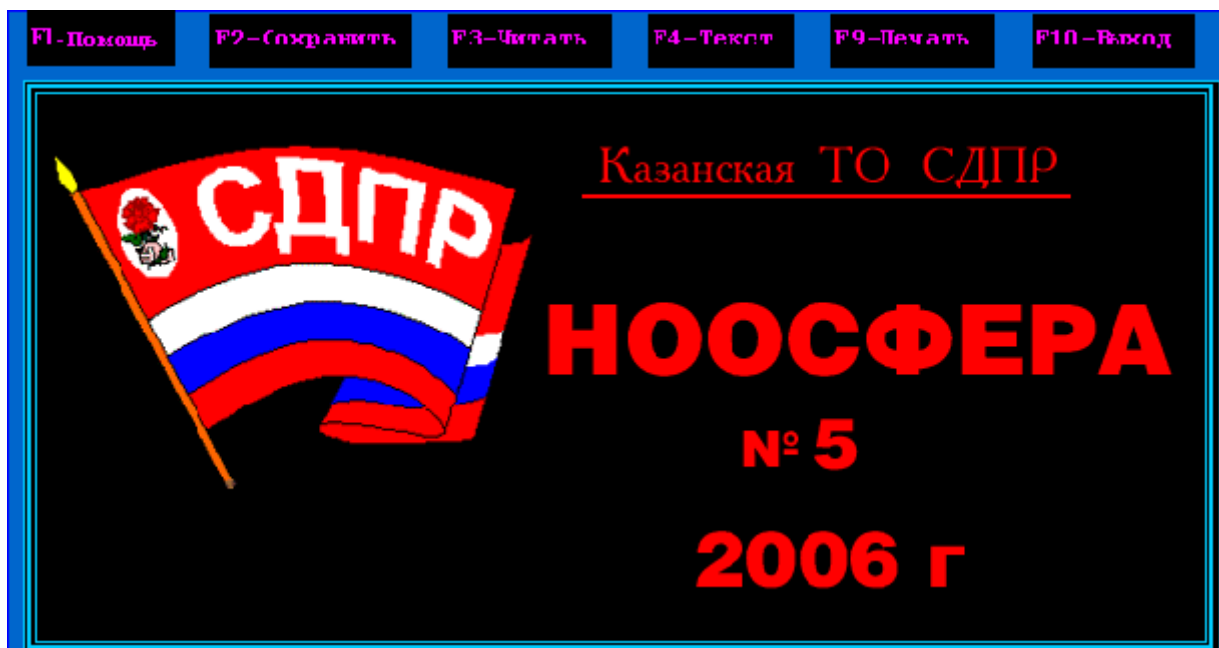 F1-Помощь F2-Сохранить F3-Читать F4-Текст F9-Печать F10-Выход
СДПР
Казанская ТО СДПР
НООСФЕРА
№ 5
2006 г